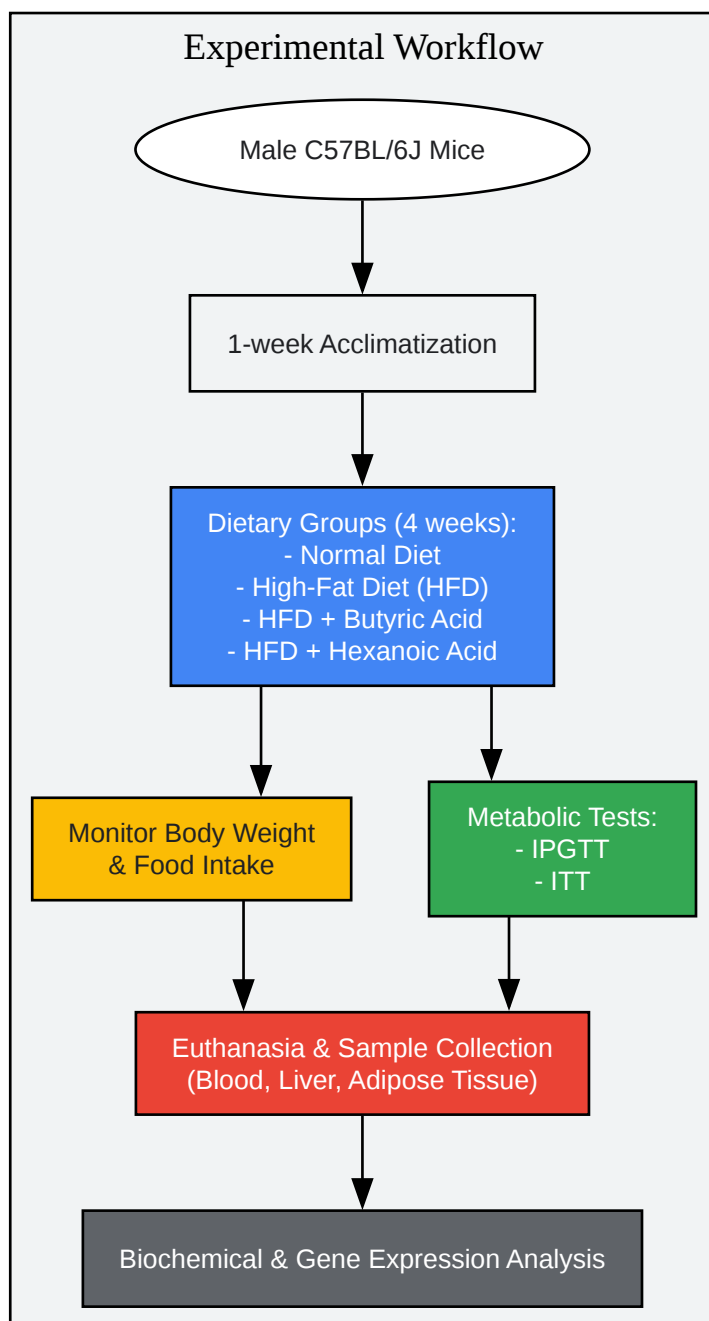 Experimental Workflow
Male C57BL/6J Mice
1-week Acclimatization
Dietary Groups (4 weeks):
- Normal Diet
- High-Fat Diet (HFD)
- HFD + Butyric Acid
- HFD + Hexanoic Acid
Monitor Body Weight
& Food Intake
Metabolic Tests:
- IPGTT
- ITT
Euthanasia & Sample Collection
(Blood, Liver, Adipose Tissue)
Biochemical & Gene Expression Analysis